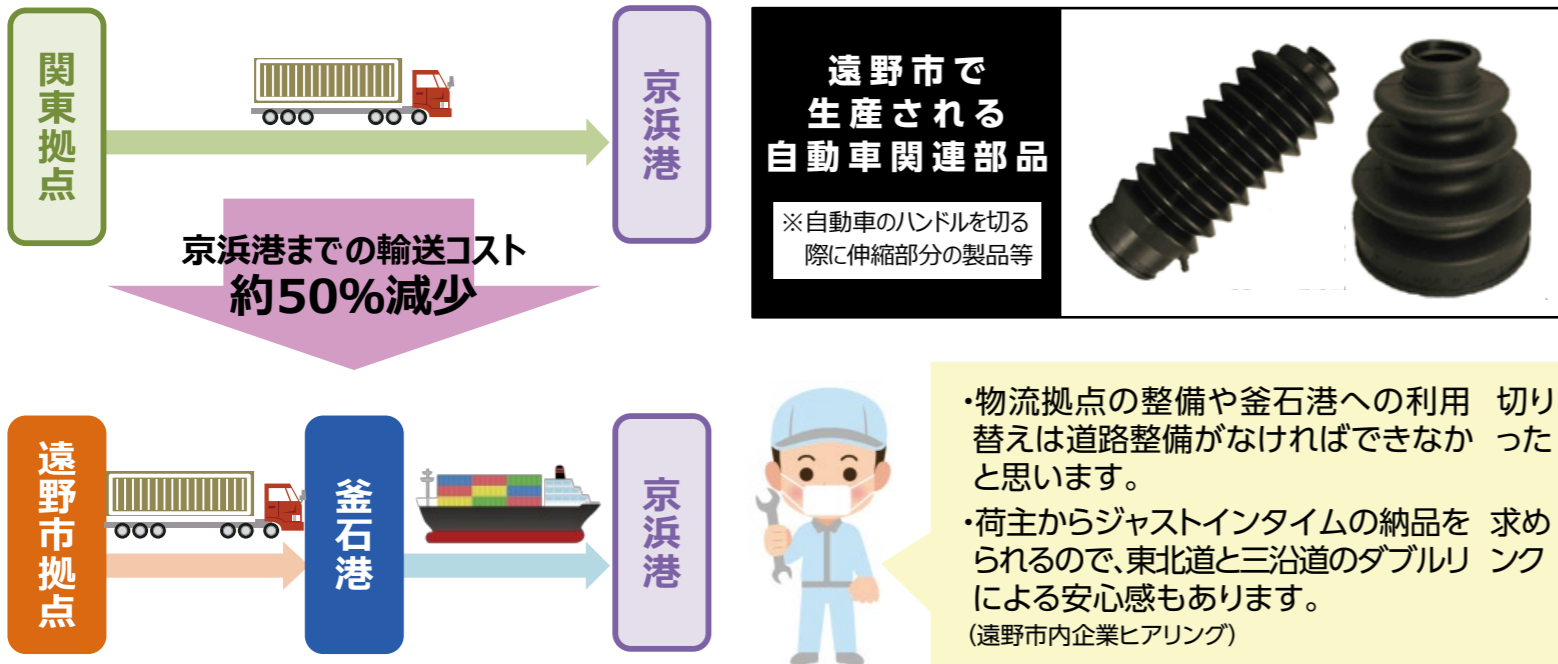 関東拠点
京浜港
京浜港までの輸送コスト
約50%減少
遠野市拠点
釜石港
京浜港
遠野市で
生産される
自動車関連部品
※自動車のハンドルを切る
際に伸縮部分の製品等
・物流拠点の整備や釜石港への利用 切り
替えは道路整備がなければできなか った
と思います。
・荷主からジャストインタイムの納品を 求め
られるので、東北道と三沿道のダブルリ ンク
による安心感もあります。
(遠野市内企業ヒアリング)